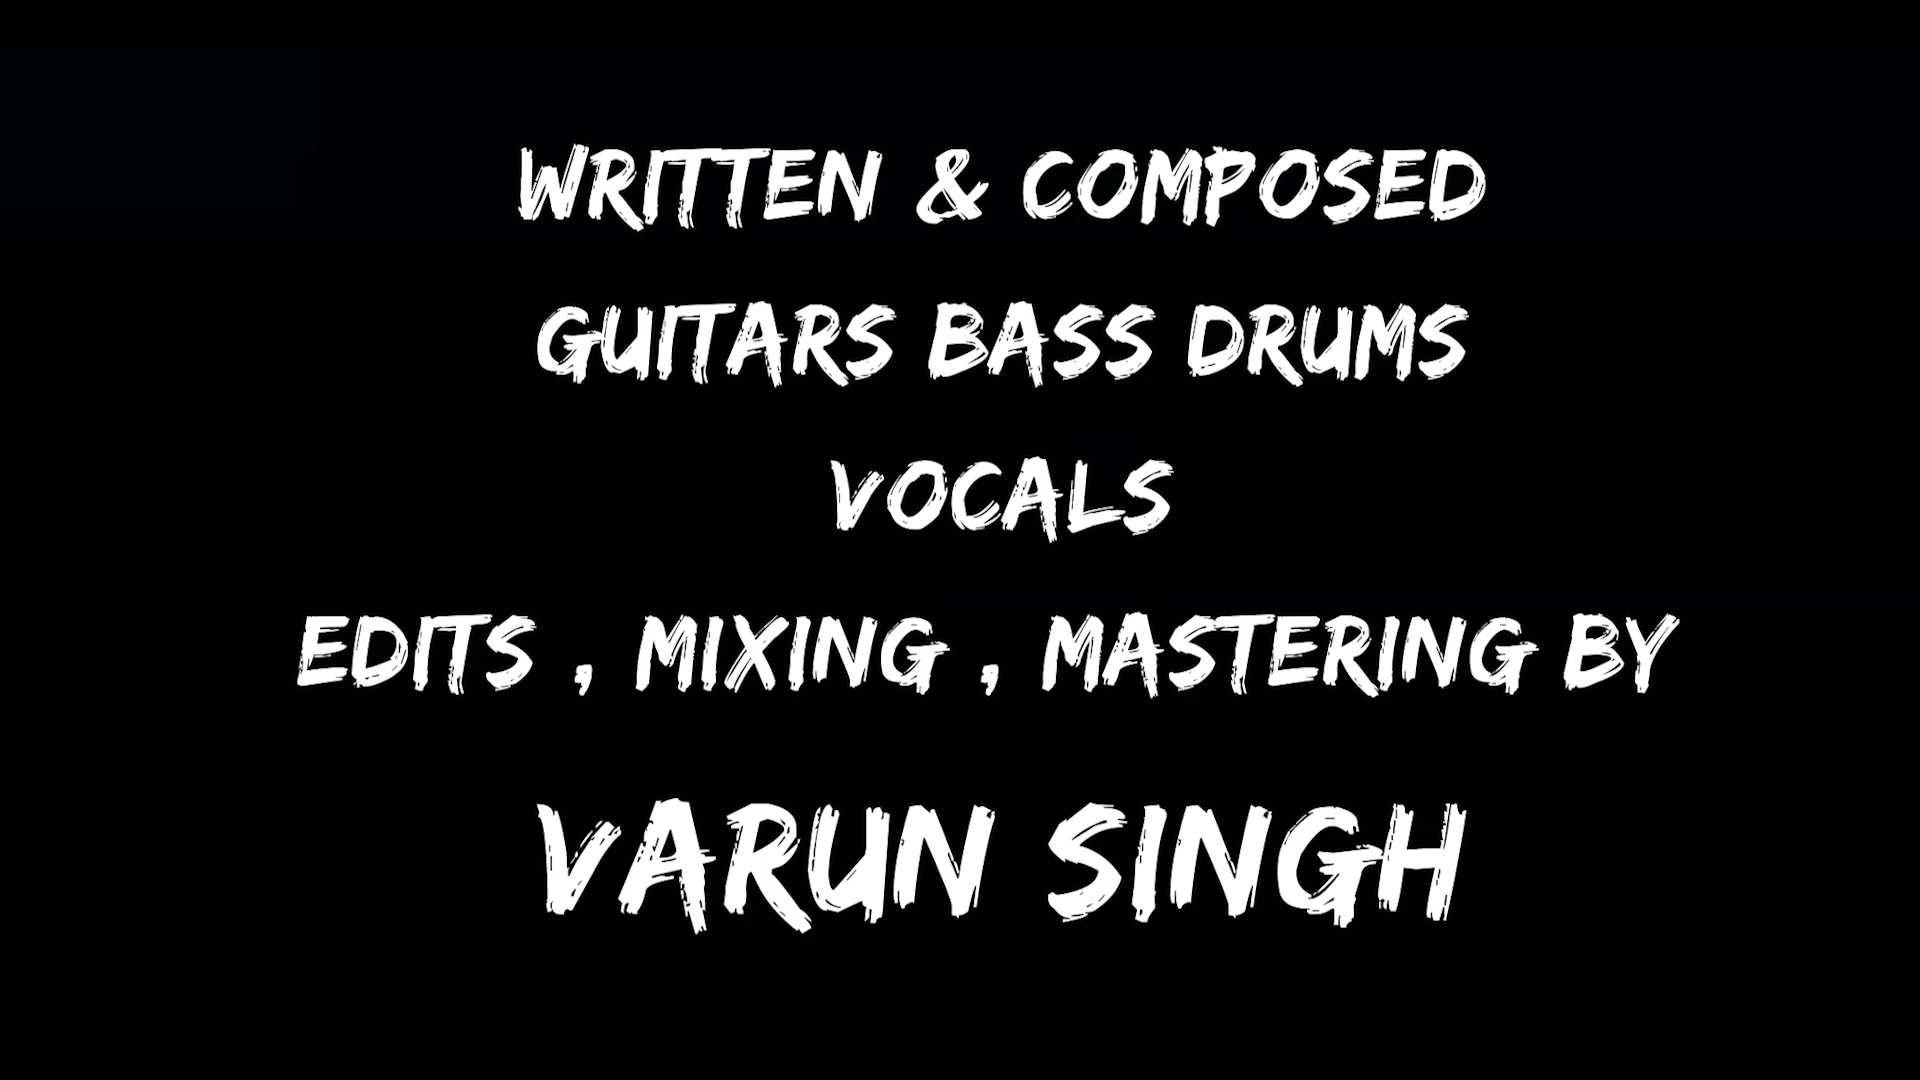 WRITTEN & COMPOSED
GUITARS BASS DRUMS
VOCALS
EDITS , MIXING , MASTERING BY
VARUN SINGH